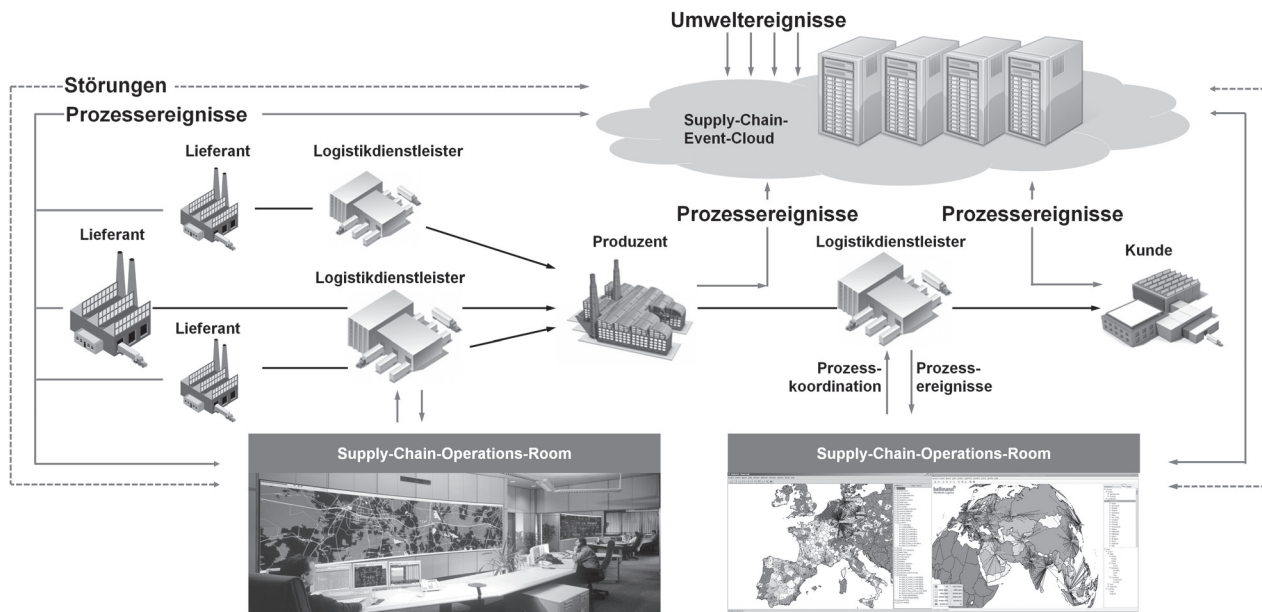 Umweltereignisse
Störungen
Prozessereignisse
Supply-Chain-
Event-Cloud
Lieferant
Logistikdienstleister
Lieferant
Logistikdienstleister
Lieferant
Produzent
Prozessereignisse
Logistikdienstleister
Prozessereignisse
Kunde
Prozess-
koordination
Prozess-
ereignisse
Supply-Chain-Operations-Room
Supply-Chain-Operations-Room